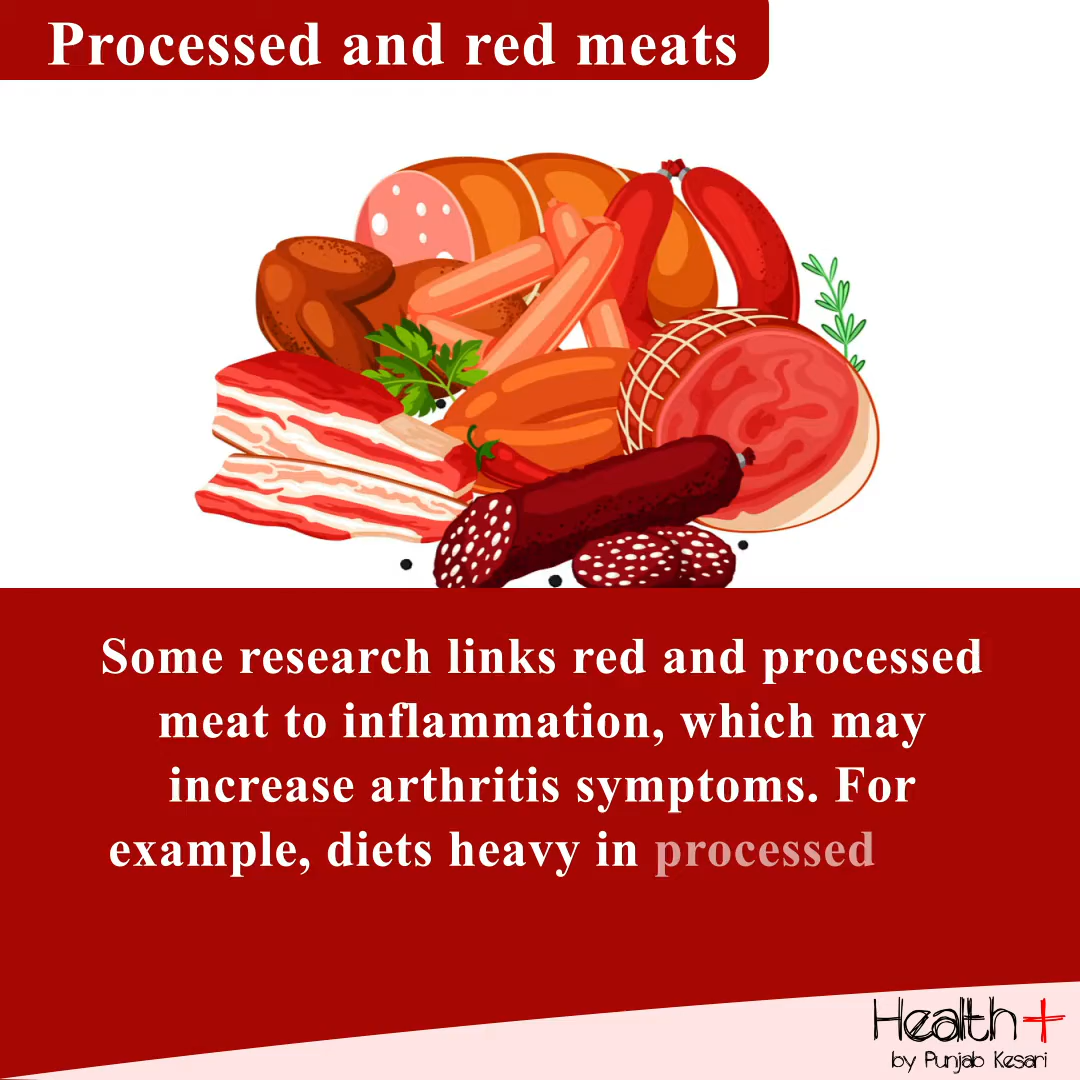 Processed and red meats
Some research links red and processed
meat to inflammation, which may
increase arthritis symptoms. For
example, diets heavy in processed
Health+
by Punjab Kesari